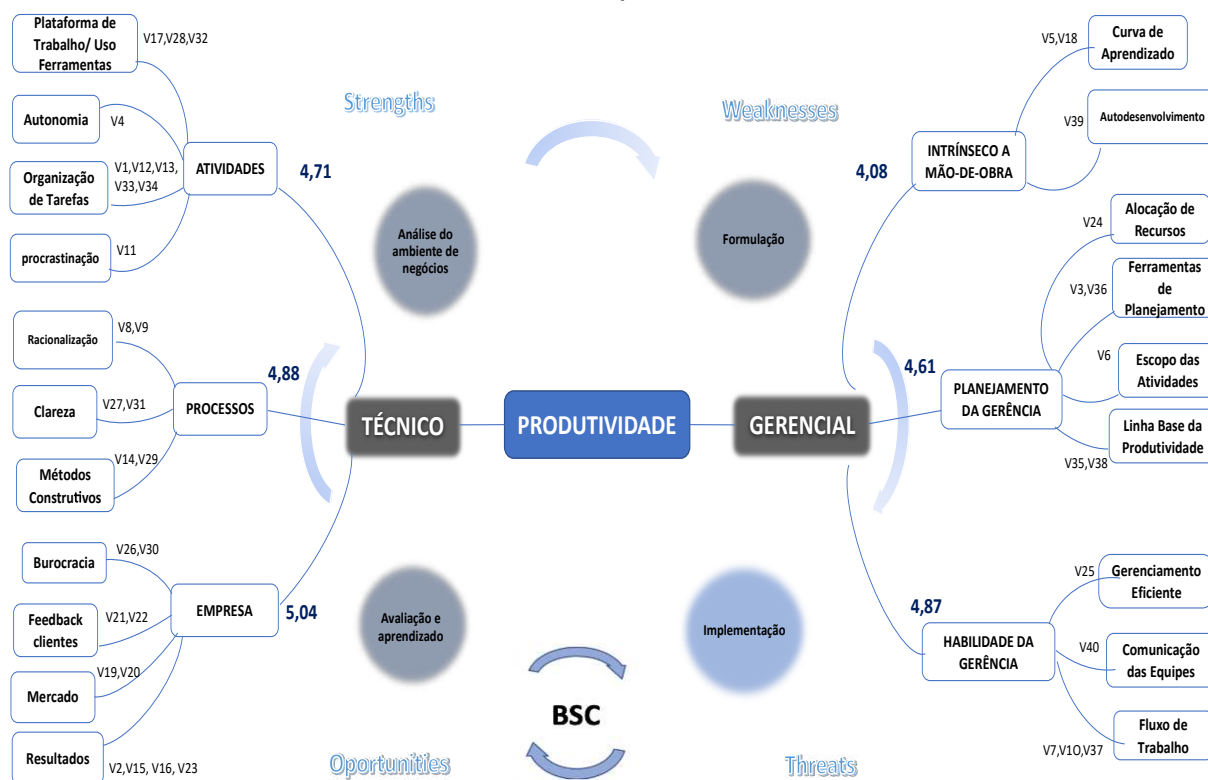 Plataforma de
Trabalho/ Uso
Ferramentas
V17,V28,V32
Autonomia
V4
Organização
de Tarefas
V1,V12,V13,
V33,V34
procrastinação
V11
ATIVIDADES
4,71
Racionalização
V8,V9
Clareza
V27,V31
Métodos
Construtivos
V14,V29
PROCESSOS
4,88
Burocracia
V26,V30
Feedback
clientes
V21,V22
Mercado
V19,V20
Resultados
V2,V15, V16, V23
EMPRESA
5,04
Strengths
Weaknesses
Análise do
ambiente de
negócios
Formulação
TÉCNICO
PRODUTIVIDADE
GERENCIAL
Avaliação e
aprendizado
Implementação
BSC
Oportunities
Threats
4,08
INTRÍNSECO A
MÃO-DE-OBRA
V5,V18
Curva de
Aprendizado
V39
Autodesenvolvimento
4,61
PLANEJAMENTO
DA GERÊNCIA
V24
Alocação de
Recursos
V3,V36
Ferramentas
de
Planejamento
V6
Escopo das
Atividades
V35,V38
Linha Base da
Produtividade
4,87
HABILIDADE DA
GERÊNCIA
V25
Gerenciamento
Eficiente
V40
Comunicação
das Equipes
V7,V1O,V37
Fluxo de
Trabalho